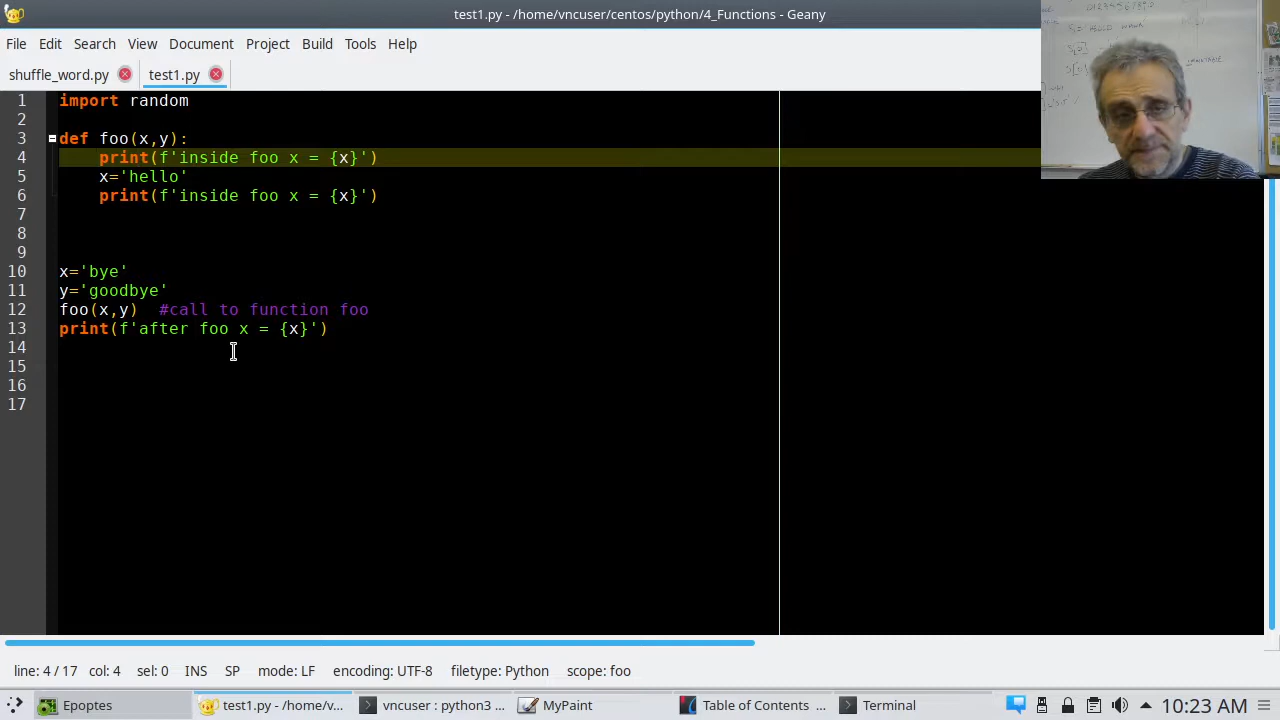 test1.py - /home/vncuser/centos/python/4_Functions - Geany
File Edit Search View Document Project Build Tools Help
shuffle_word.py test1.py
1 import random
2
3 def foo(x,y):
4     print(f'inside foo x = {x}')
5     x='hello'
6     print(f'inside foo x = {x}')
7
8
9
10 x='bye'
11 y='goodbye'
12 foo(x,y)  #call to function foo
13 print(f'after foo x = {x}')
14
15
16
17
line: 4 / 17 col: 4 sel: 0 INS SP mode: LF encoding: UTF-8 filetype: Python scope: foo
Epoptes test1.py - /home/v... vncuser : python3 ... MyPaint Table of Contents ... Terminal 10:23 AM